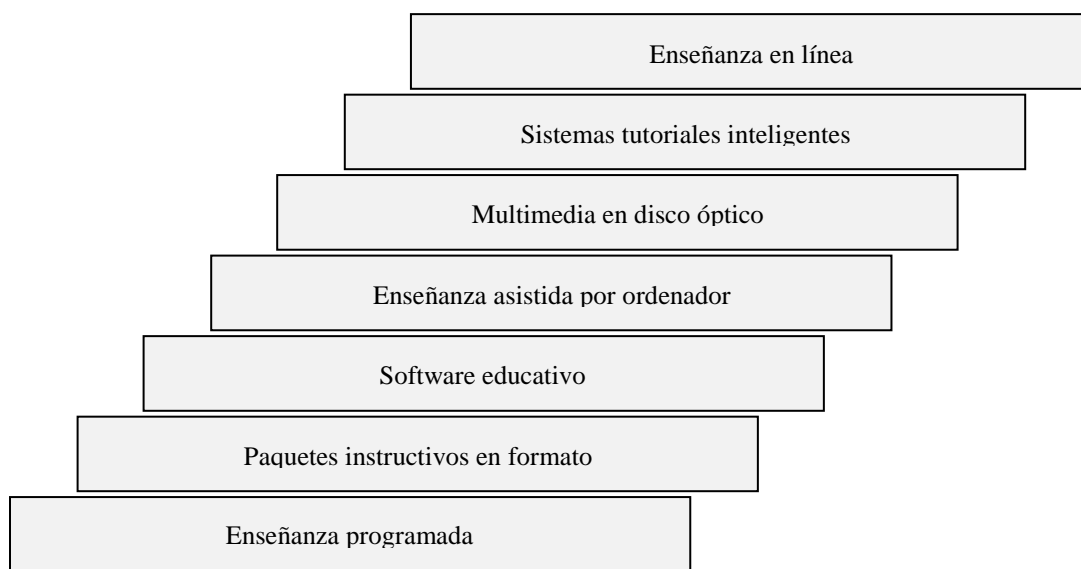 Enseñanza en línea
Sistemas tutoriales inteligentes
Multimedia en disco óptico
Enseñanza asistida por ordenador
Software educativo
Paquetes instructivos en formato
Enseñanza programada